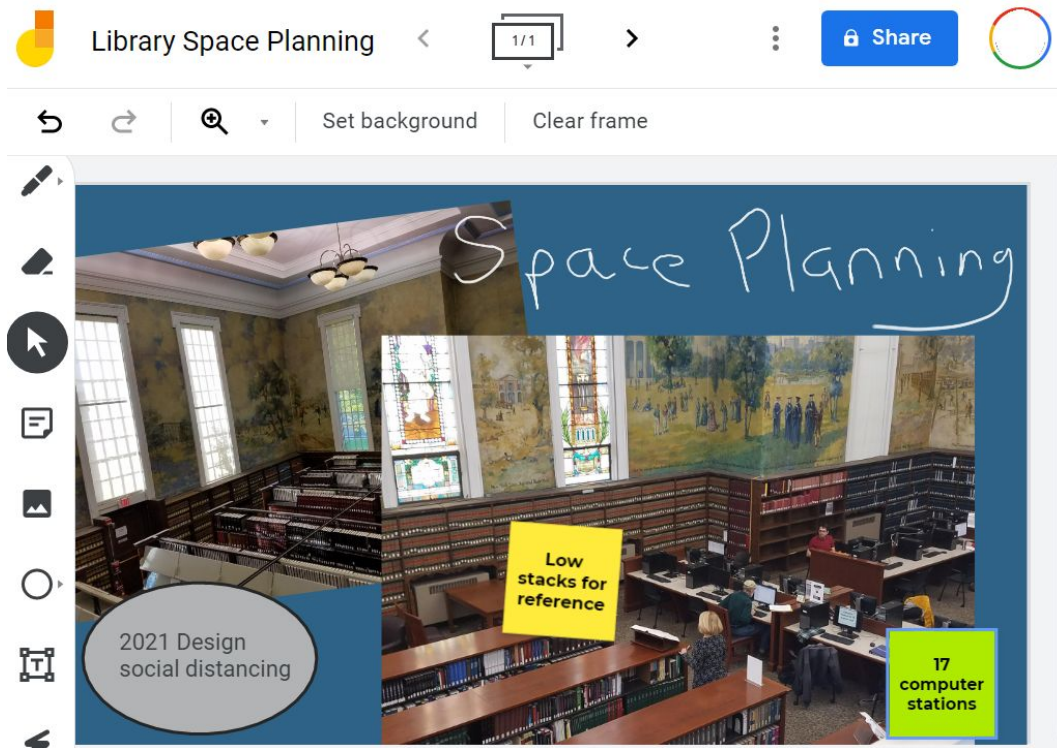 Library Space Planning
1/1
Share
Set background
Clear frame
Space Planning
Low
stacks for
reference
2021 Design
social distancing
17
computer
stations